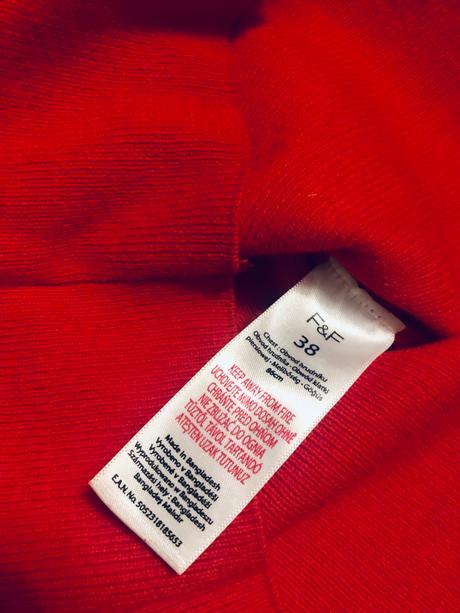 F&F
38
Chest : Obvod hrudníku
Obvod hrudníka · Obwód klatki
piersiowej · Mellbőség · Göğüs
86cm
KEEP AWAY FROM FIRE
UCHOVEJTE MIMO DOSAH OHNĚ
CHRÁŇTE PRED OHŇOM
NIE ZBLIŻAĆ DO OGNIA
TŰZTŐL TÁVOL TARTANDÓ
ATEŞTEN UZAK TUTUNUZ
Made in Bangladesh
Vyrobeno v Bangladéši
Vyrobené v Bangladéši
Wyprodukowano w Bangladeszu
Származási hely : Bangladesh
Bangladeş Malıdır
E.A.N. No. 5052318185653